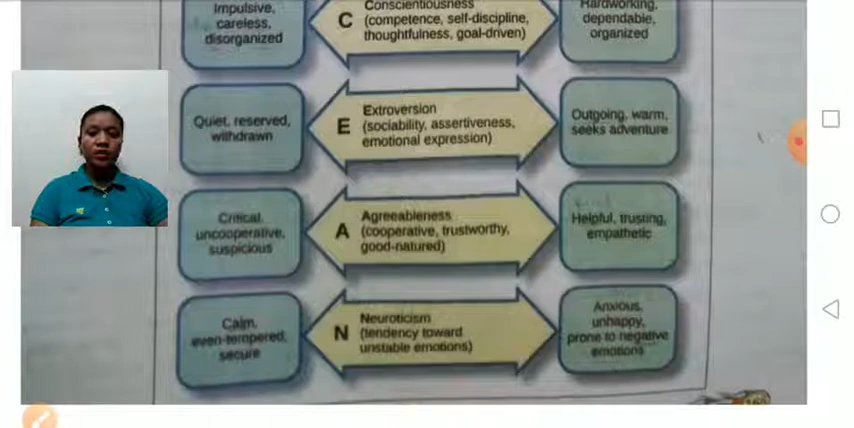 Impulsive,
careless,
disorganized
Conscientiousness
C (competence, self-discipline,
thoughtfulness, goal-driven)
Hardworking,
dependable,
organized
Quiet, reserved,
withdrawn
Extroversion
E (sociability, assertiveness,
emotional expression)
Outgoing, warm,
seeks adventure
Critical,
uncooperative,
suspicious
Agreeableness
A (cooperative, trustworthy,
good-natured)
Helpful, trusting,
empathetic
Calm,
even-tempered,
secure
Neuroticism
N (tendency toward
unstable emotions)
Anxious,
unhappy,
prone to negative
emotions